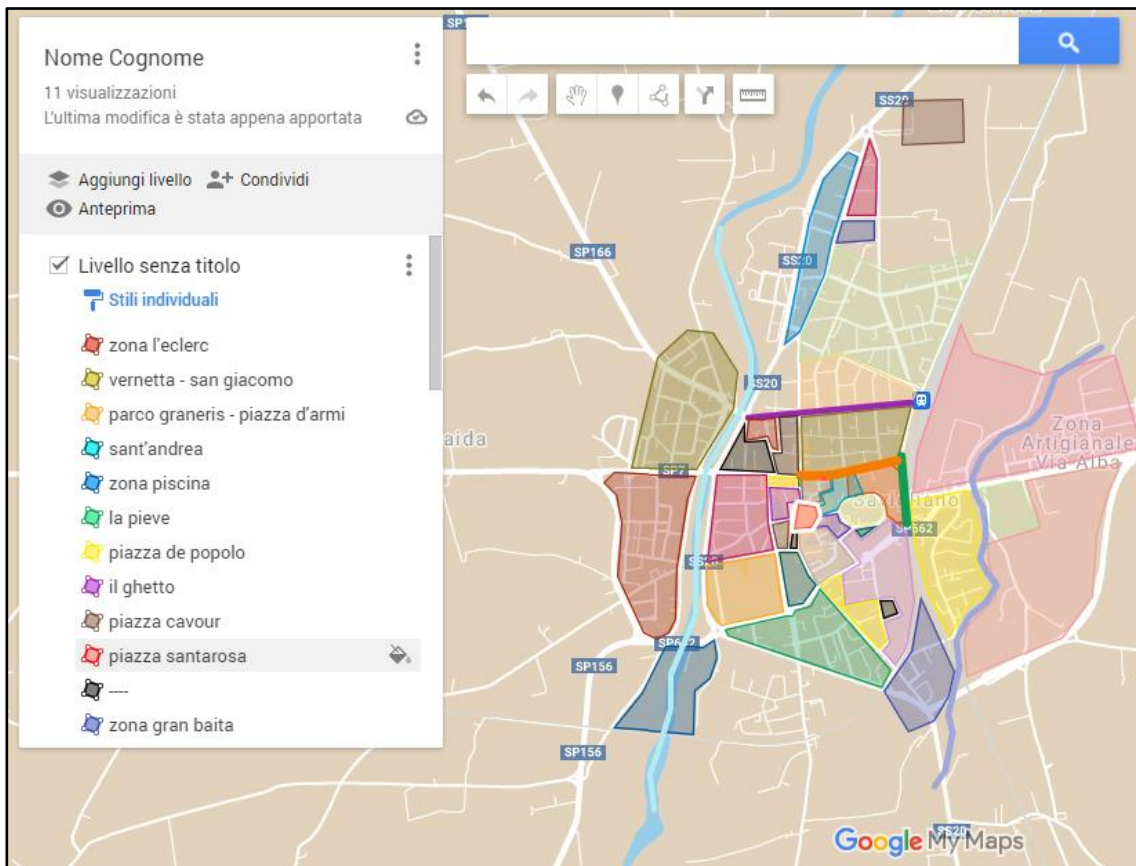 Nome Cognome
11 visualizzazioni
L'ultima modifica è stata appena apportata
Aggiungi livello
Condividi
Anteprima
Livello senza titolo
Stili individuali
zona l'eclerc
vernetta - san giacomo
parco graneris - piazza d'armi
sant'andrea
zona piscina
la pieve
piazza de popolo
il ghetto
piazza cavour
piazza santarosa
----
zona gran baita
SS20
SP166
SS20
SS20
aida
Zona
Artigianale
Via Alba
SP7
SP662
SP662
SP156
SP156
SS20
Google My Maps